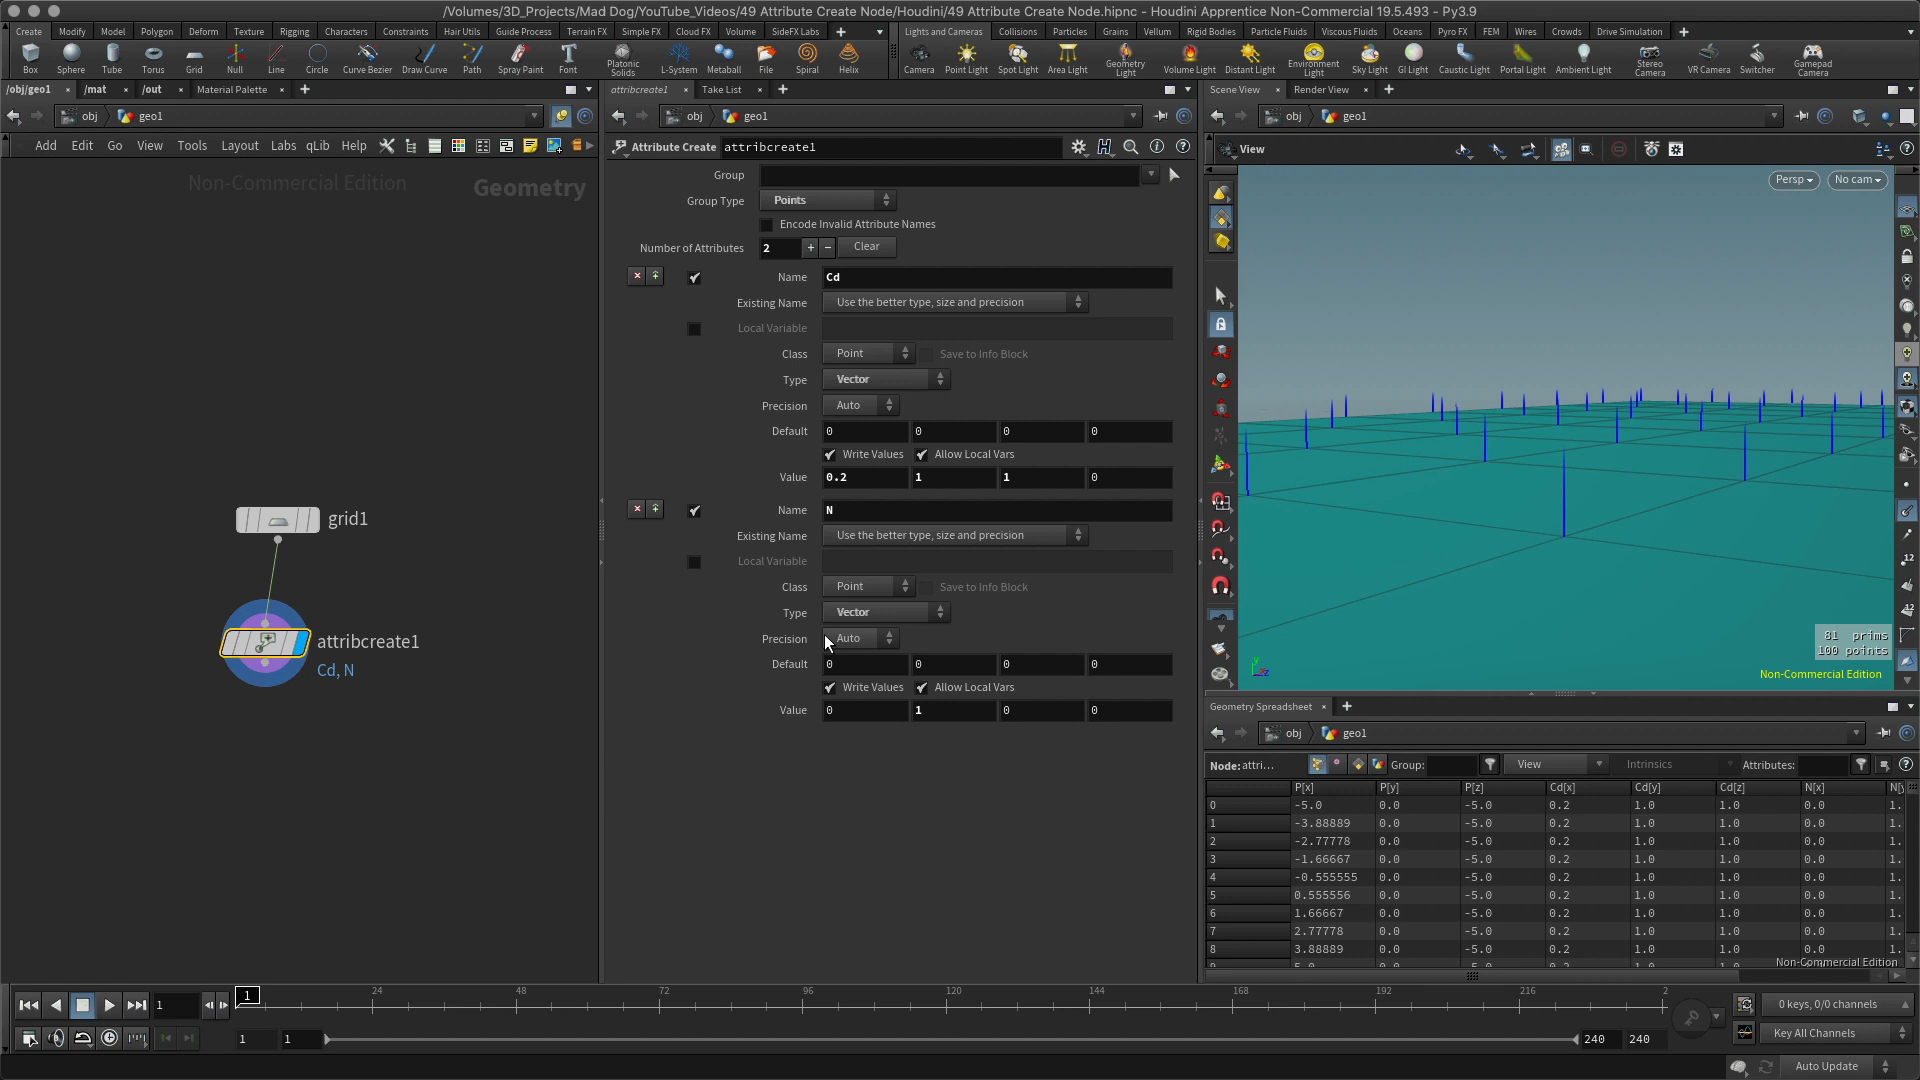 /Volumes/3D_Projects/Mad Dog/YouTube_Videos/49 Attribute Create Node/Houdini/49 Attribute Create Node.hipnc - Houdini Apprentice Non-Commercial 19.5.493 - Py3.9
Create Modify Model Polygon Deform Texture Rigging Characters Constraints Hair Utils Guide Process Terrain FX Simple FX Cloud FX Volume SideFX Labs
Lights and Cameras Collisions Particles Grains Vellum Rigid Bodies Particle Fluids Viscous Fluids Oceans Pyro FX FEM Wires Crowds Drive Simulation
Box Sphere Tube Torus Grid Null Line Circle Curve Bezier Draw Curve Path Spray Paint Font Platonic Solids L-System Metaball File Spiral Helix
Camera Point Light Spot Light Area Light Geometry Light Volume Light Distant Light Environment Light Sky Light GI Light Caustic Light Portal Light Ambient Light Stereo Camera VR Camera Switcher Gamepad Camera
/obj/geo1 /mat /out Material Palette
obj geo1
Add Edit Go View Tools Layout Labs qLib Help
Non-Commercial Edition Geometry
grid1
attribcreate1
Cd, N
attribcreate1 Take List
obj geo1
Attribute Create attribcreate1
Group
Group Type Points
Encode Invalid Attribute Names
Number of Attributes 2 + − Clear
Name Cd
Existing Name Use the better type, size and precision
Local Variable
Class Point Save to Info Block
Type Vector
Precision Auto
Default 0 0 0 0
Write Values Allow Local Vars
Value 0.2 1 1 0
Name N
Existing Name Use the better type, size and precision
Local Variable
Class Point Save to Info Block
Type Vector
Precision Auto
Default 0 0 0 0
Write Values Allow Local Vars
Value 0 1 0 0
Scene View Render View
obj geo1
View
Persp No cam
81 prims
100 points
Non-Commercial Edition
Geometry Spreadsheet
obj geo1
Node: attri... Group: View Intrinsics Attributes:
P[x] P[y] P[z] Cd[x] Cd[y] Cd[z] N[x] N[y
0 -5.0 0.0 -5.0 0.2 1.0 1.0 0.0 1.
1 -3.88889 0.0 -5.0 0.2 1.0 1.0 0.0 1.
2 -2.77778 0.0 -5.0 0.2 1.0 1.0 0.0 1.
3 -1.66667 0.0 -5.0 0.2 1.0 1.0 0.0 1.
4 -0.555555 0.0 -5.0 0.2 1.0 1.0 0.0 1.
5 0.555556 0.0 -5.0 0.2 1.0 1.0 0.0 1.
6 1.66667 0.0 -5.0 0.2 1.0 1.0 0.0 1.
7 2.77778 0.0 -5.0 0.2 1.0 1.0 0.0 1.
8 3.88889 0.0 -5.0 0.2 1.0 1.0 0.0 1.
Non-Commercial Edition
1 1 24 48 72 96 120 144 168 192 216 2
0 keys, 0/0 channels
1 1 240 240
Key All Channels
Auto Update